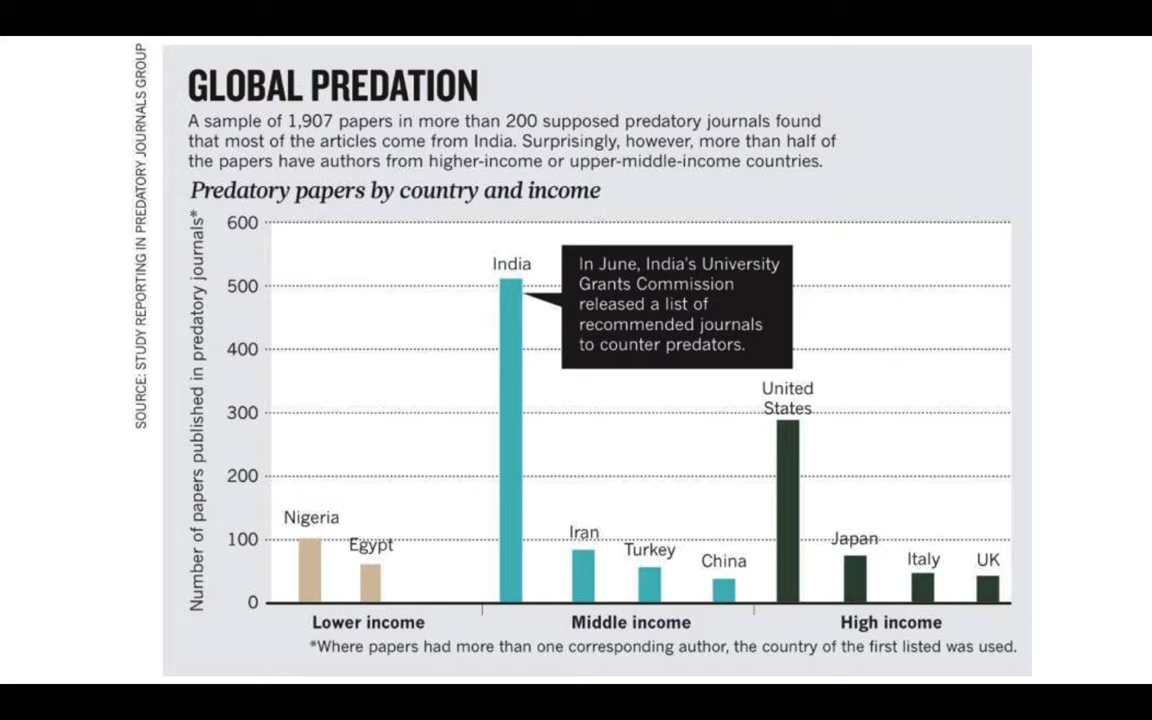 SOURCE: STUDY REPORTING IN PREDATORY JOURNALS GROUP
GLOBAL PREDATION
A sample of 1,907 papers in more than 200 supposed predatory journals found
that most of the articles come from India. Surprisingly, however, more than half of
the papers have authors from higher-income or upper-middle-income countries.
Predatory papers by country and income
Number of papers published in predatory journals*
600
500
400
300
200
100
0
India
In June, India's University
Grants Commission
released a list of
recommended journals
to counter predators.
United
States
Nigeria
Egypt
Iran
Turkey
China
Japan
Italy
UK
Lower income
Middle income
High income
*Where papers had more than one corresponding author, the country of the first listed was used.